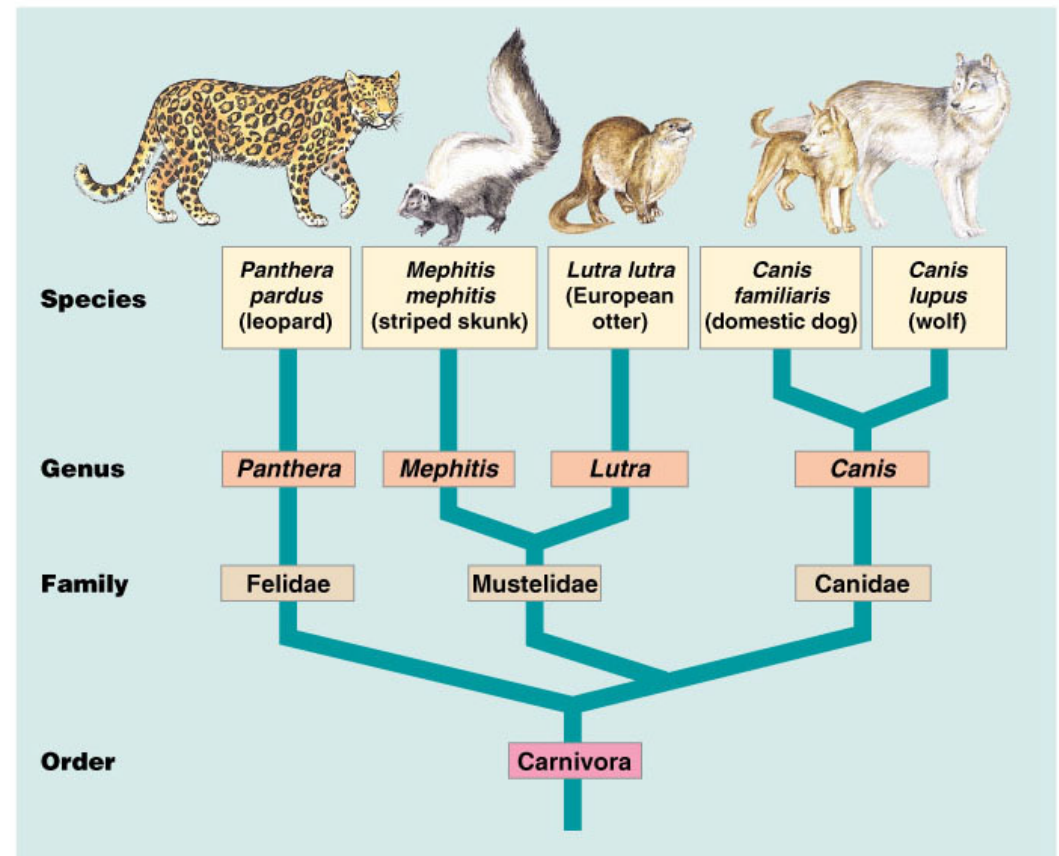 Species
Panthera
pardus
(leopard)
Mephitis
mephitis
(striped skunk)
Lutra lutra
(European
otter)
Canis
familiaris
(domestic dog)
Canis
lupus
(wolf)
Genus
Panthera
Mephitis
Lutra
Canis
Family
Felidae
Mustelidae
Canidae
Order
Carnivora